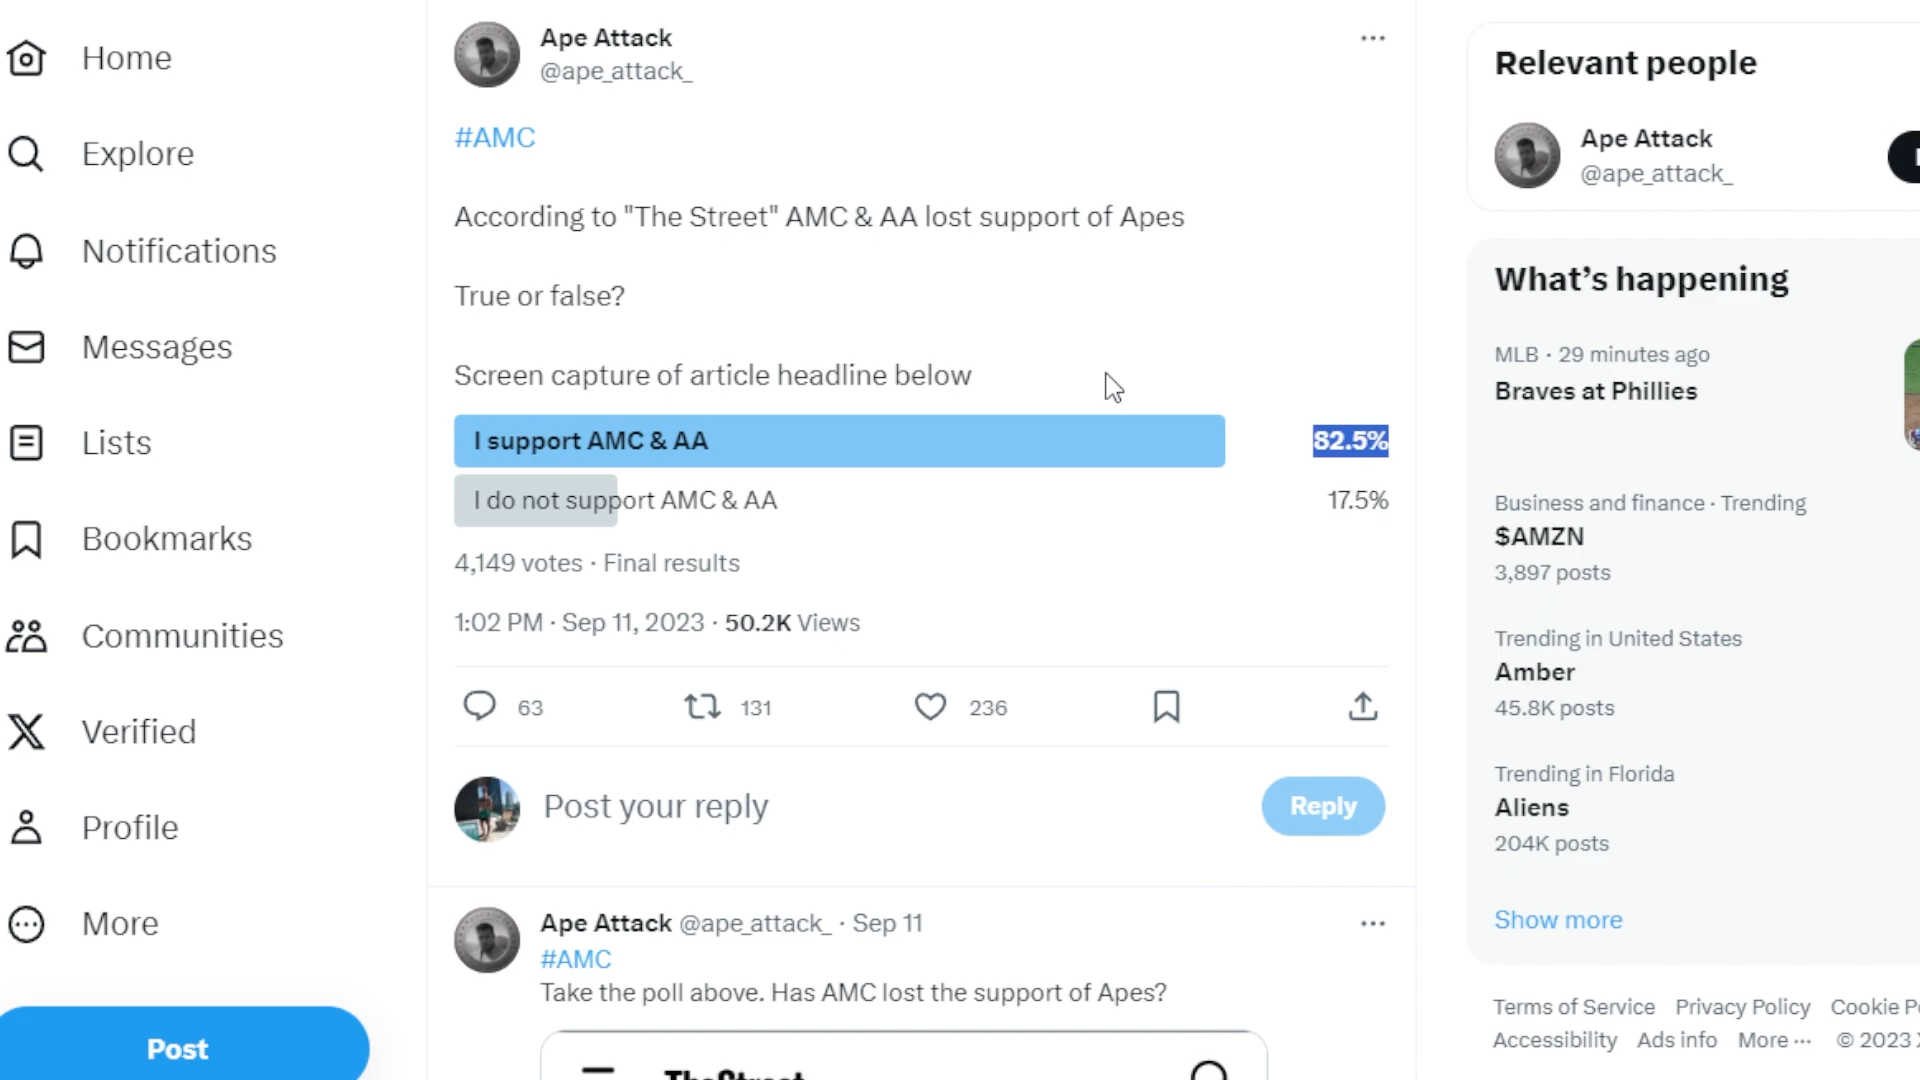 Home
Explore
Notifications
Messages
Lists
Bookmarks
Communities
Verified
Profile
More
Post
Ape Attack
@ape_attack_
#AMC
According to "The Street" AMC & AA lost support of Apes
True or false?
Screen capture of article headline below
I support AMC & AA 82.5%
I do not support AMC & AA 17.5%
4,149 votes · Final results
1:02 PM · Sep 11, 2023 · 50.2K Views
63 131 236
Post your reply
Reply
Ape Attack @ape_attack_ · Sep 11
#AMC
Take the poll above. Has AMC lost the support of Apes?
TheStreet
Relevant people
Ape Attack
@ape_attack_
What's happening
MLB · 29 minutes ago
Braves at Phillies
Business and finance · Trending
$AMZN
3,897 posts
Trending in United States
Amber
45.8K posts
Trending in Florida
Aliens
204K posts
Show more
Terms of Service Privacy Policy Cookie
Accessibility Ads info More ··· © 2023